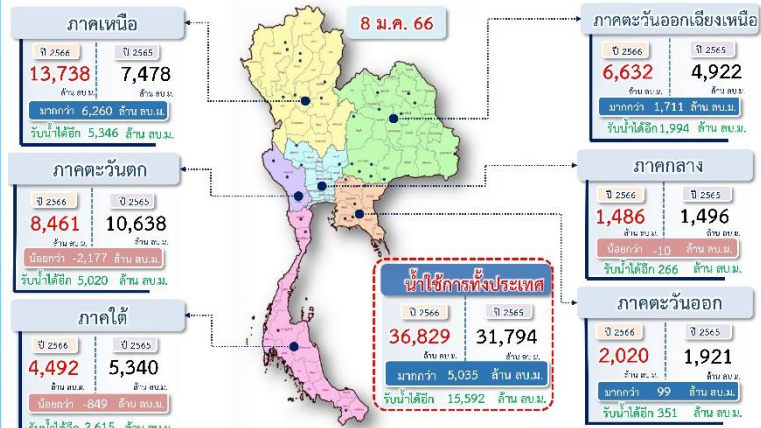 ภาคเหนือ
ปี 2566 ปี 2565
13,738 7,478
ล้าน ลบ.ม. ล้าน ลบ.ม.
มากกว่า 6,260 ล้าน ลบ.ม.
รับน้ำได้อีก 5,346 ล้าน ลบ.ม.
8 ม.ค. 66
ภาคตะวันออกเฉียงเหนือ
ปี 2566 ปี 2565
6,632 4,922
ล้าน ลบ.ม. ล้าน ลบ.ม.
มากกว่า 1,711 ล้าน ลบ.ม.
รับน้ำได้อีก 1,994 ล้าน ลบ.ม.
ภาคตะวันตก
ปี 2566 ปี 2565
8,461 10,638
ล้าน ลบ.ม. ล้าน ลบ.ม.
น้อยกว่า -2,177 ล้าน ลบ.ม.
รับน้ำได้อีก 5,020 ล้าน ลบ.ม.
ภาคกลาง
ปี 2566 ปี 2565
1,486 1,496
ล้าน ลบ.ม. ล้าน ลบ.ม.
น้อยกว่า -10 ล้าน ลบ.ม.
รับน้ำได้อีก 266 ล้าน ลบ.ม.
ภาคใต้
ปี 2566 ปี 2565
4,492 5,340
ล้าน ลบ.ม. ล้าน ลบ.ม.
น้อยกว่า -849 ล้าน ลบ.ม.
รับน้ำได้อีก 3,615 ล้าน ลบ.ม.
น้ำใช้การทั้งประเทศ
ปี 2566 ปี 2565
36,829 31,794
ล้าน ลบ.ม. ล้าน ลบ.ม.
มากกว่า 5,035 ล้าน ลบ.ม.
รับน้ำได้อีก 15,592 ล้าน ลบ.ม.
ภาคตะวันออก
ปี 2566 ปี 2565
2,020 1,921
ล้าน ลบ.ม. ล้าน ลบ.ม.
มากกว่า 99 ล้าน ลบ.ม.
รับน้ำได้อีก 351 ล้าน ลบ.ม.